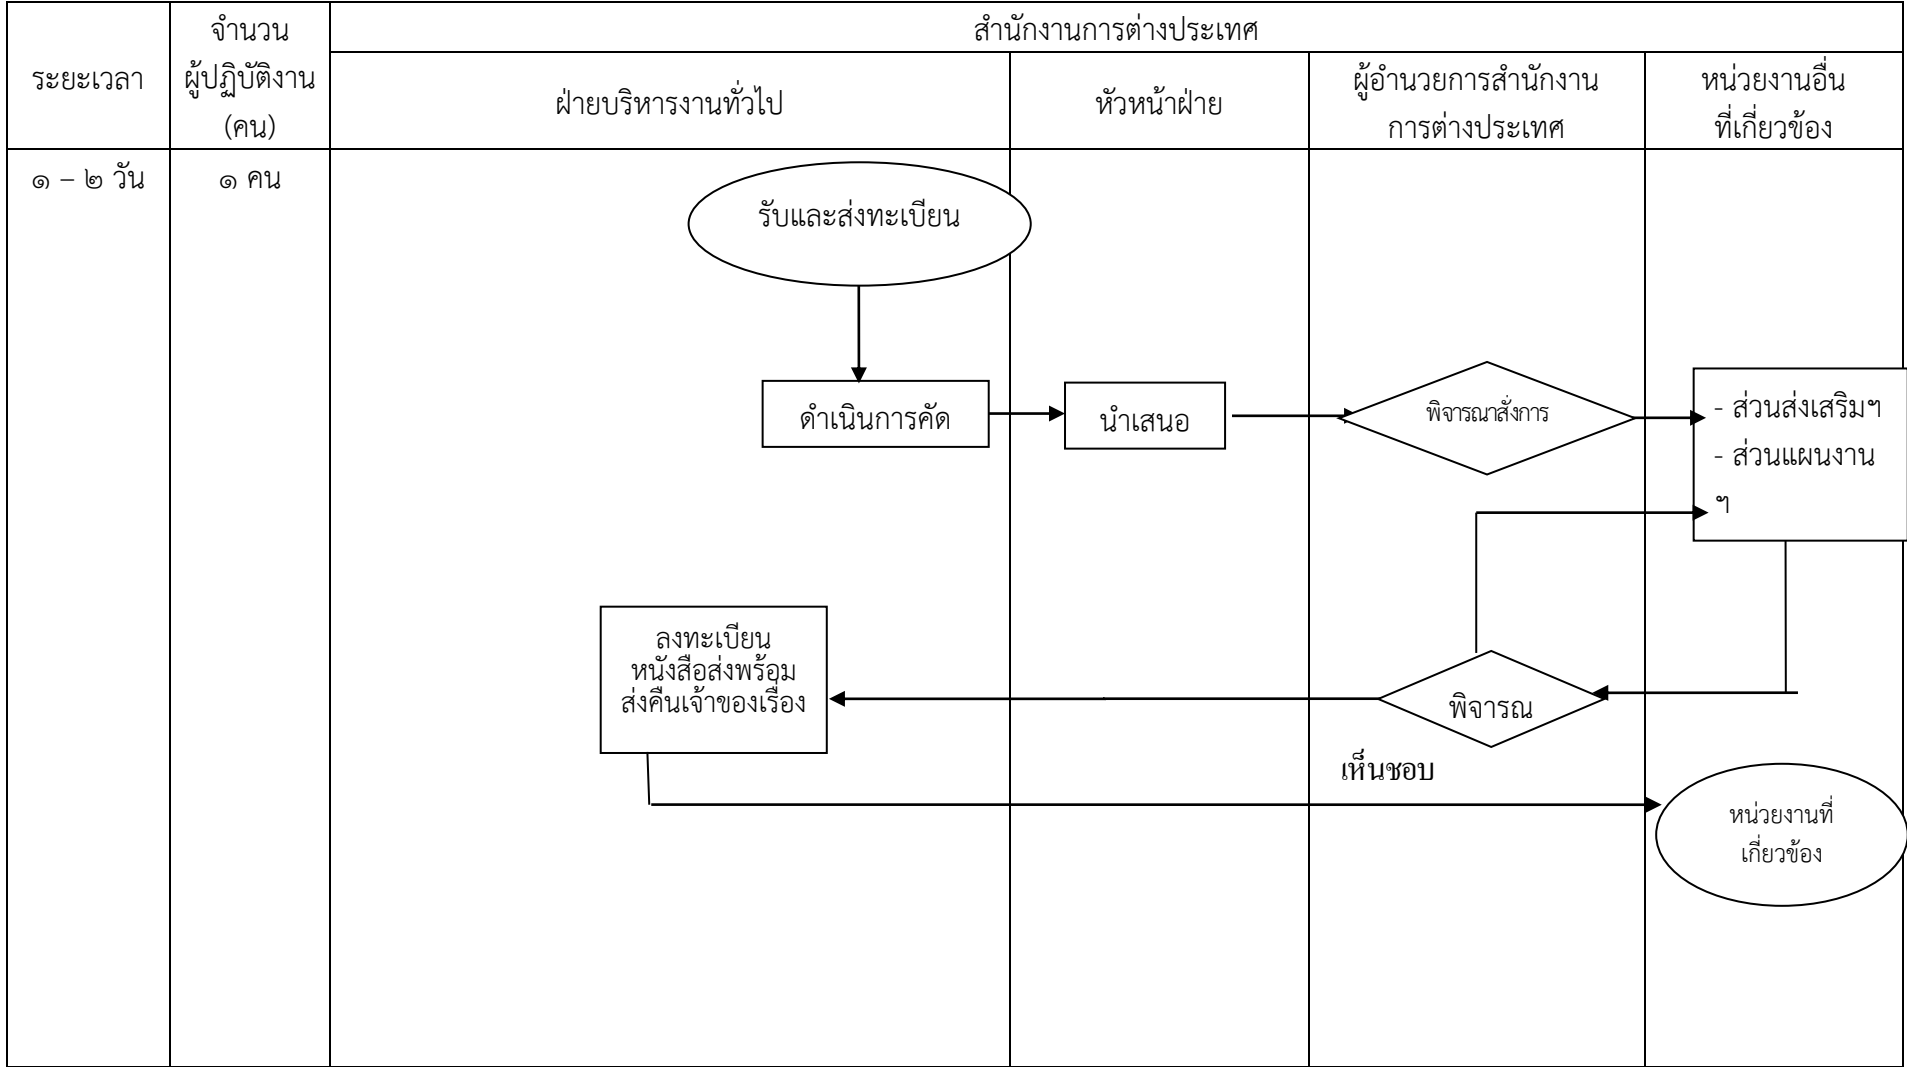 ระยะเวลา
จำนวน
ผู้ปฏิบัติงาน
(คน)
สำนักงานการต่างประเทศ
ฝ่ายบริหารงานทั่วไป
หัวหน้าฝ่าย
ผู้อำนวยการสำนักงาน
การต่างประเทศ
หน่วยงานอื่น
ที่เกี่ยวข้อง
๑ – ๒ วัน
๑ คน
รับและส่งทะเบียน
ดำเนินการคัด
นำเสนอ
พิจารณาสั่งการ
- ส่วนส่งเสริมฯ
- ส่วนแผนงาน
ฯ
ลงทะเบียน
หนังสือส่งพร้อม
ส่งคืนเจ้าของเรื่อง
พิจารณ
เห็นชอบ
หน่วยงานที่
เกี่ยวข้อง